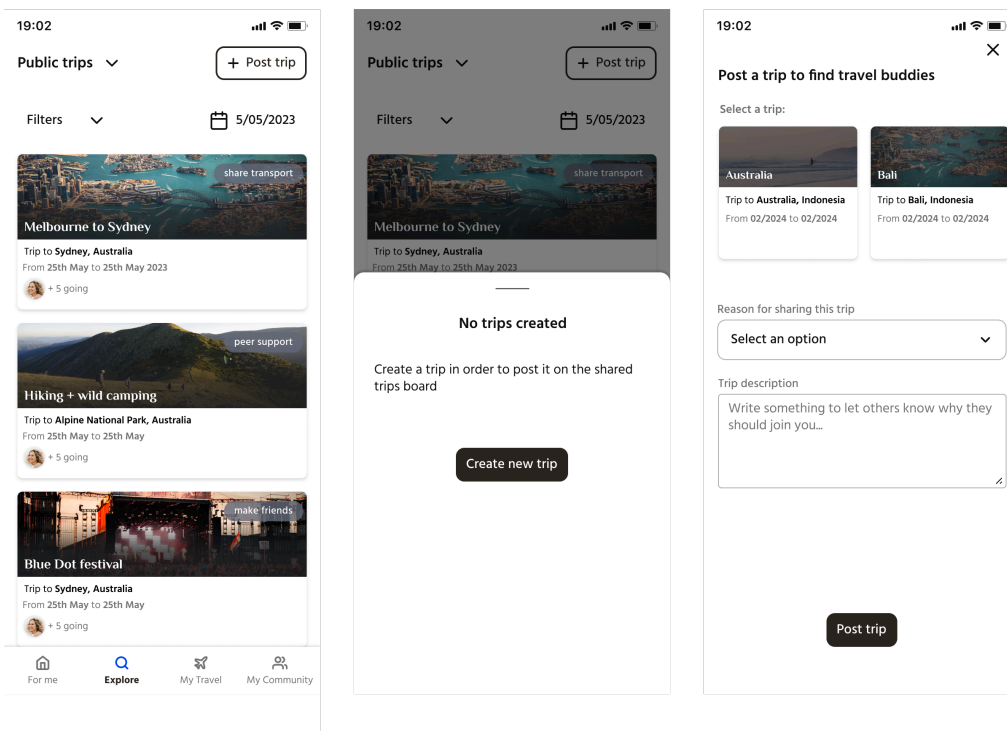 19:02
Public trips
+ Post trip
Filters
5/05/2023
share transport
Melbourne to Sydney
Trip to Sydney, Australia
From 25th May to 25th May 2023
+ 5 going
peer support
Hiking + wild camping
Trip to Alpine National Park, Australia
From 25th May to 25th May
+ 5 going
make friends
Blue Dot festival
Trip to Sydney, Australia
From 25th May to 25th May
+ 5 going
For me
Explore
My Travel
My Community
19:02
Public trips
+ Post trip
Filters
5/05/2023
share transport
Melbourne to Sydney
Trip to Sydney, Australia
From 25th May to 25th May 2023
No trips created
Create a trip in order to post it on the shared
trips board
Create new trip
19:02
Post a trip to find travel buddies
Select a trip:
Australia
Trip to Australia, Indonesia
From 02/2024 to 02/2024
Bali
Trip to Bali, Indonesia
From 02/2024 to 02/2024
Reason for sharing this trip
Select an option
Trip description
Write something to let others know why they
should join you...
Post trip